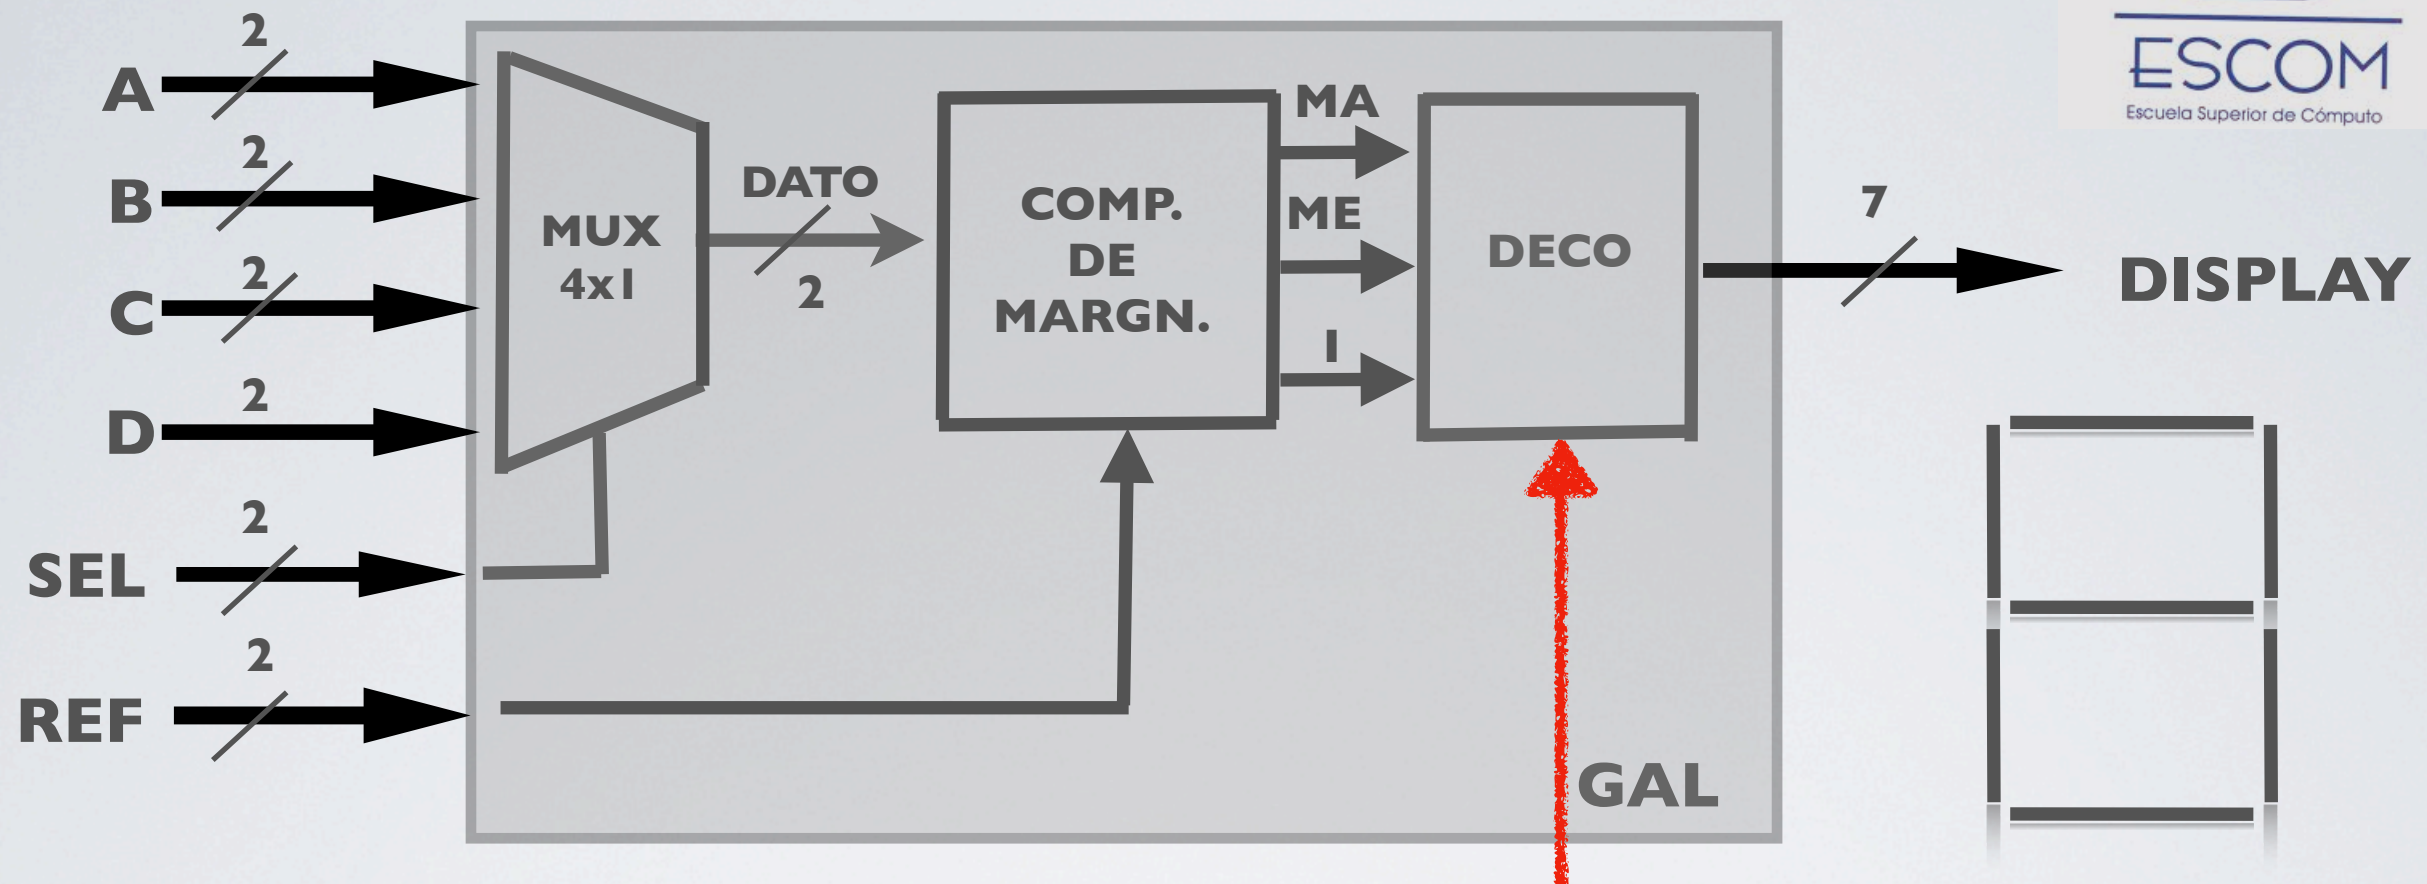 ESCOM
Escuela Superior de Cómputo
2
A
2
B
2
C
2
D
2
SEL
2
REF
MUX
4x1
DATO
2
COMP.
DE
MARGN.
MA
ME
I
DECO
7
DISPLAY
GAL